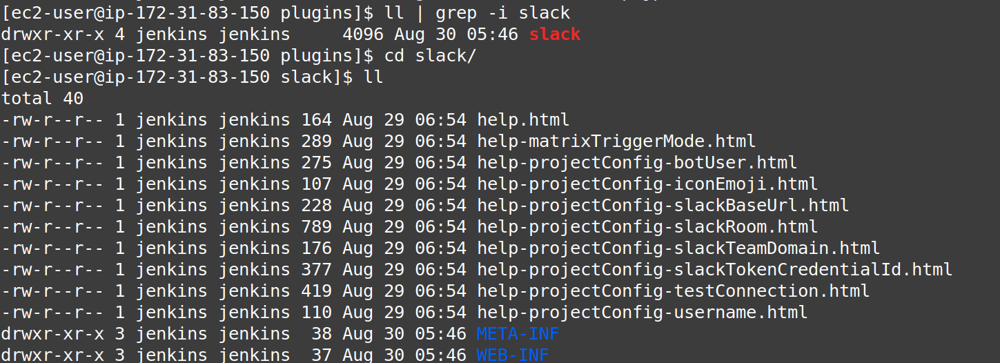 [ec2-user@ip-172-31-83-150 plugins]$ ll | grep -i slack
drwxr-xr-x 4 jenkins jenkins     4096 Aug 30 05:46 slack
[ec2-user@ip-172-31-83-150 plugins]$ cd slack/
[ec2-user@ip-172-31-83-150 slack]$ ll
total 40
-rw-r--r-- 1 jenkins jenkins 164 Aug 29 06:54 help.html
-rw-r--r-- 1 jenkins jenkins 289 Aug 29 06:54 help-matrixTriggerMode.html
-rw-r--r-- 1 jenkins jenkins 275 Aug 29 06:54 help-projectConfig-botUser.html
-rw-r--r-- 1 jenkins jenkins 107 Aug 29 06:54 help-projectConfig-iconEmoji.html
-rw-r--r-- 1 jenkins jenkins 228 Aug 29 06:54 help-projectConfig-slackBaseUrl.html
-rw-r--r-- 1 jenkins jenkins 789 Aug 29 06:54 help-projectConfig-slackRoom.html
-rw-r--r-- 1 jenkins jenkins 176 Aug 29 06:54 help-projectConfig-slackTeamDomain.html
-rw-r--r-- 1 jenkins jenkins 377 Aug 29 06:54 help-projectConfig-slackTokenCredentialId.html
-rw-r--r-- 1 jenkins jenkins 419 Aug 29 06:54 help-projectConfig-testConnection.html
-rw-r--r-- 1 jenkins jenkins 110 Aug 29 06:54 help-projectConfig-username.html
drwxr-xr-x 3 jenkins jenkins  38 Aug 30 05:46 META-INF
drwxr-xr-x 3 jenkins jenkins  37 Aug 30 05:46 WEB-INF